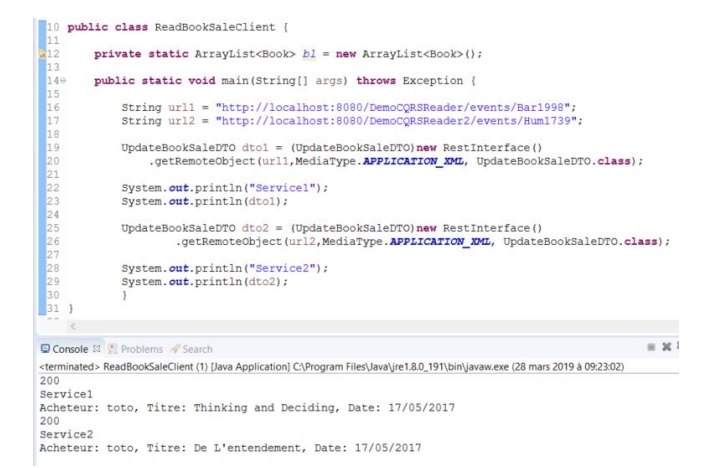 10 public class ReadBookSaleClient {
11
12 private static ArrayList<Book> bl = new ArrayList<Book>();
13
14 public static void main(String[] args) throws Exception {
15
16 String url1 = "http://localhost:8080/DemoCQRSReader/events/Bar1998";
17 String url2 = "http://localhost:8080/DemoCQRSReader2/events/Hum1739";
18
19 UpdateBookSaleDTO dto1 = (UpdateBookSaleDTO)new RestInterface()
20 .getRemoteObject(url1,MediaType.APPLICATION_XML, UpdateBookSaleDTO.class);
21
22 System.out.println("Service1");
23 System.out.println(dto1);
24
25 UpdateBookSaleDTO dto2 = (UpdateBookSaleDTO)new RestInterface()
26 .getRemoteObject(url2,MediaType.APPLICATION_XML, UpdateBookSaleDTO.class);
27
28 System.out.println("Service2");
29 System.out.println(dto2);
30 }
31 }
Console Problems Search
<terminated> ReadBookSaleClient (1) [Java Application] C:\Program Files\Java\jre1.8.0_191\bin\javaw.exe (28 mars 2019 à 09:23:02)
200
Service1
Acheteur: toto, Titre: Thinking and Deciding, Date: 17/05/2017
200
Service2
Acheteur: toto, Titre: De L'entendement, Date: 17/05/2017